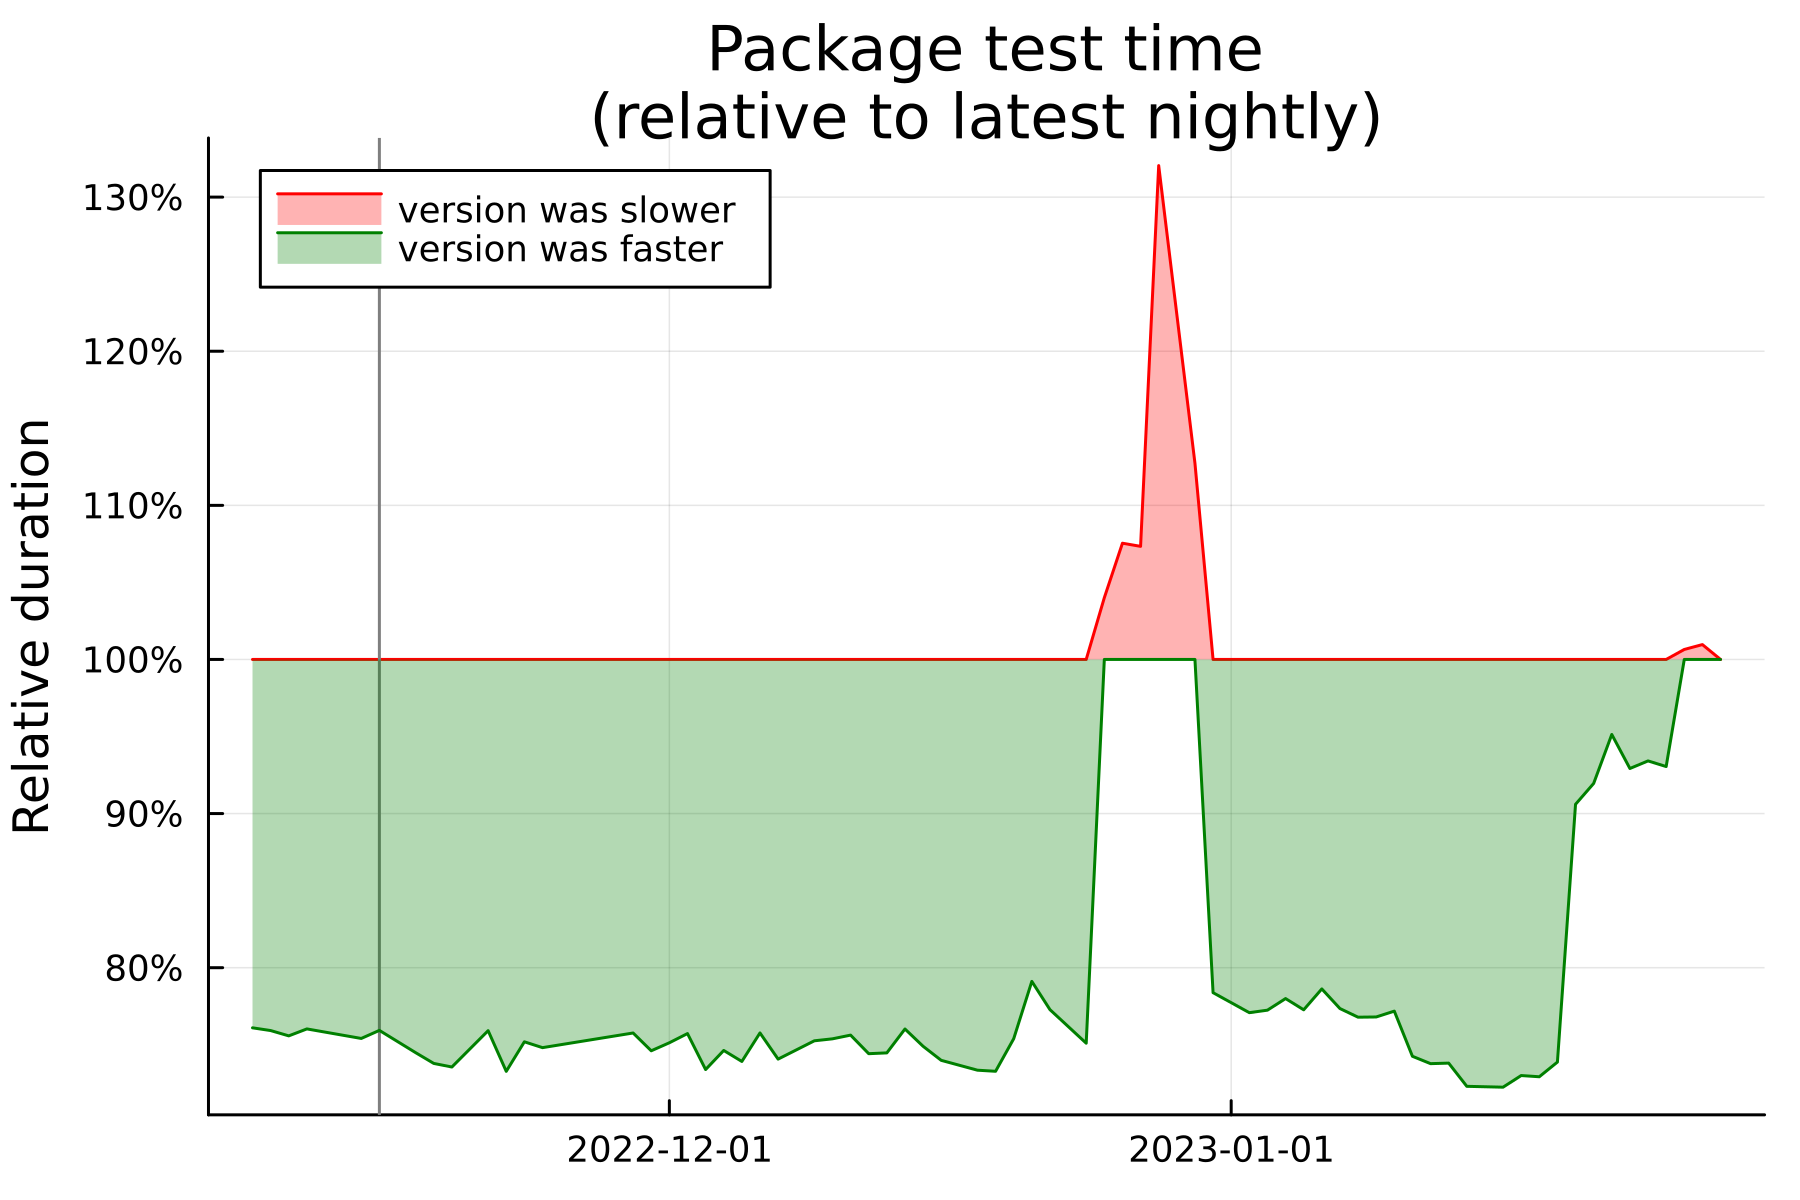 Package test time
(relative to latest nightly)
130%
120%
110%
100%
90%
80%
Relative duration
version was slower
version was faster
2022-12-01
2023-01-01